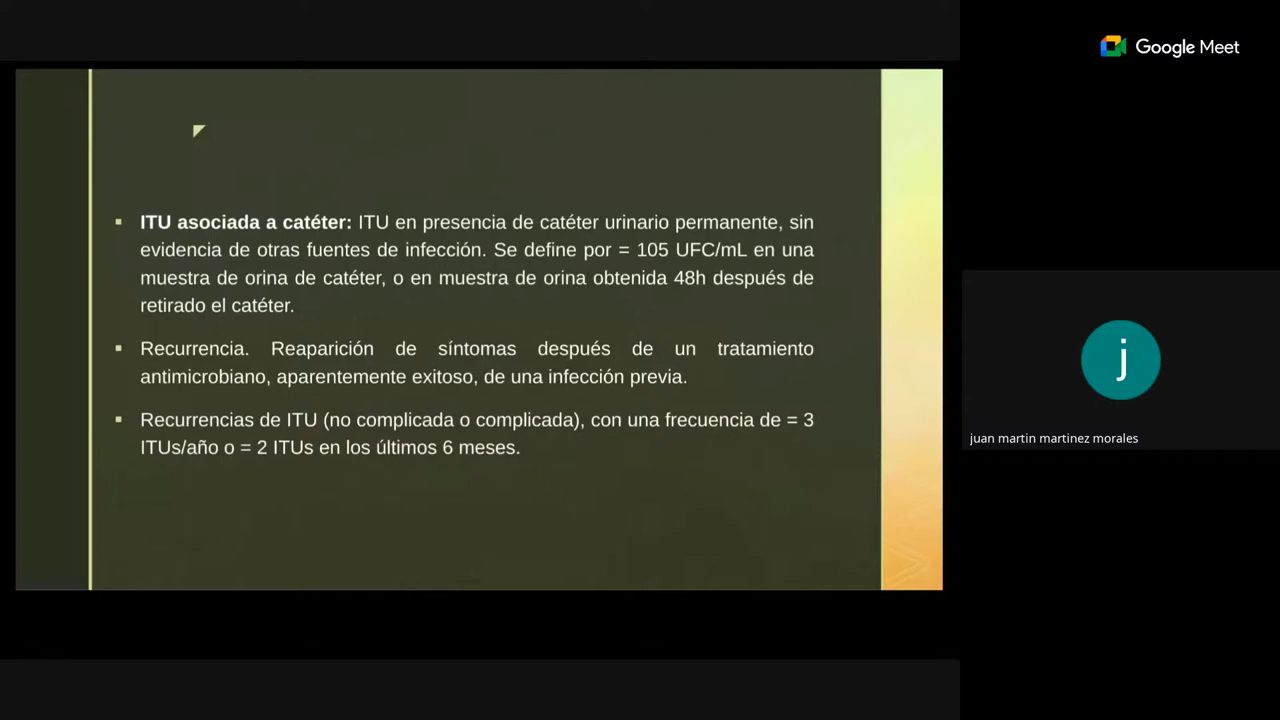 Google Meet
ITU asociada a catéter: ITU en presencia de catéter urinario permanente, sin
evidencia de otras fuentes de infección. Se define por = 105 UFC/mL en una
muestra de orina de catéter, o en muestra de orina obtenida 48h después de
retirado el catéter.
Recurrencia. Reaparición de síntomas después de un tratamiento
antimicrobiano, aparentemente exitoso, de una infección previa.
Recurrencias de ITU (no complicada o complicada), con una frecuencia de = 3
ITUs/año o = 2 ITUs en los últimos 6 meses.
j
juan martin martinez morales